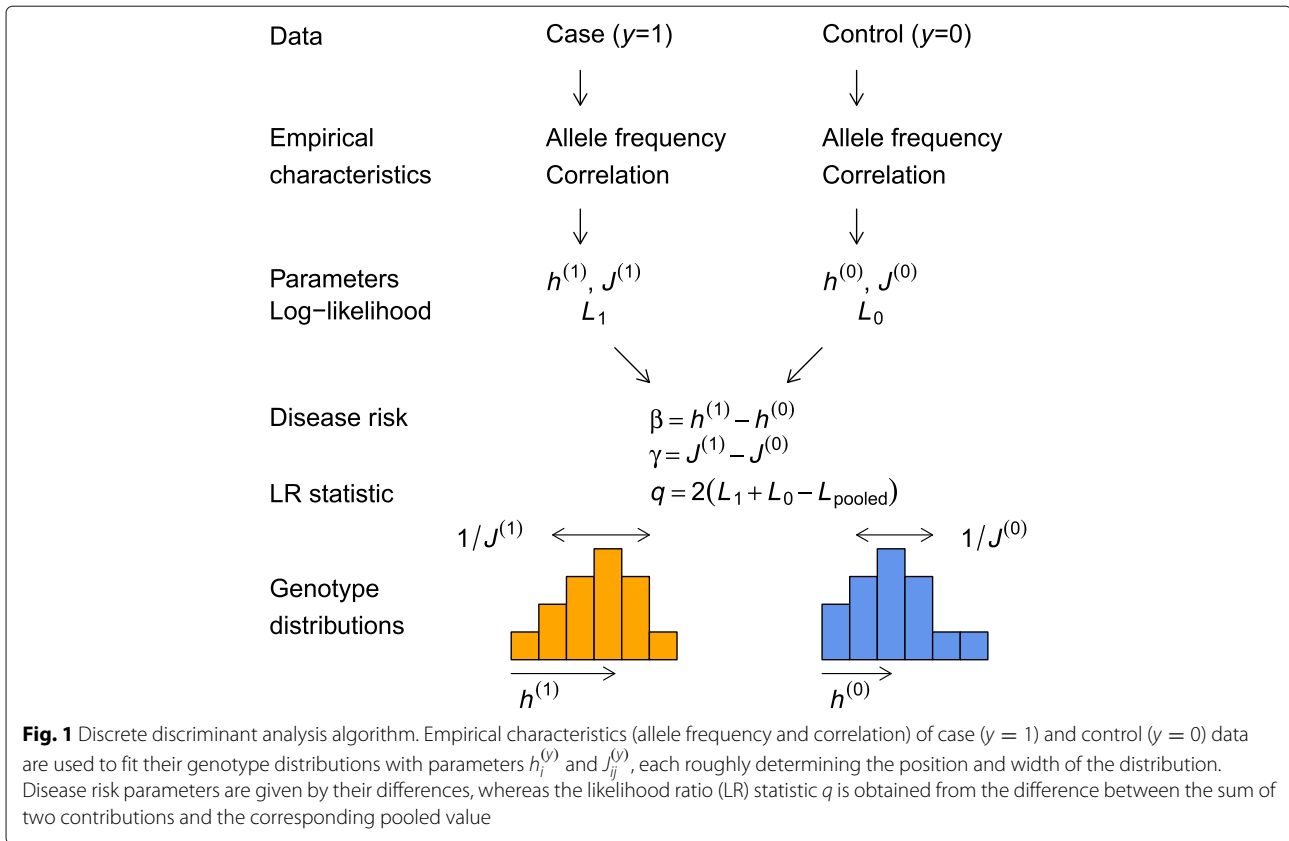 Data Case (y=1) Control (y=0)
Empirical Allele frequency Allele frequency
characteristics Correlation Correlation
Parameters h^(1), J^(1) h^(0), J^(0)
Log−likelihood L₁ L₀
Disease risk β = h^(1) − h^(0)
γ = J^(1) − J^(0)
LR statistic q = 2(L₁ + L₀ − L_pooled)
1/J^(1) 1/J^(0)
Genotype
distributions
h^(1) h^(0)
Fig. 1 Discrete discriminant analysis algorithm. Empirical characteristics (allele frequency and correlation) of case (y = 1) and control (y = 0) data
are used to fit their genotype distributions with parameters h_i^(y) and J_ij^(y), each roughly determining the position and width of the distribution.
Disease risk parameters are given by their differences, whereas the likelihood ratio (LR) statistic q is obtained from the difference between the sum of
two contributions and the corresponding pooled value